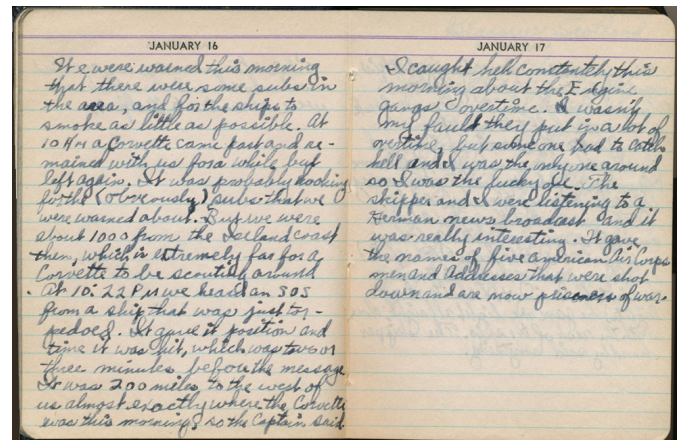 JANUARY 16
We were warned this morning
that there were some subs in
the area, and for the ships to
smoke as little as possible. At
10 AM a Corvette came past and re-
mained with us for a while but
left again. It was probably looking
for the (obviously) subs that we
were warned about. But we were
about 1000 from the Iceland coast
then, which is extremely far for a
Corvette to be scouting around
At 10:22 PM we heard an SOS
from a ship that was just tor-
pedoed. It gave it position and
time it was hit, which was two or
three minutes before the message
It was 200 miles to the west of
us almost exactly where the Corvette
was this morning, so the Captain said.
JANUARY 17
I caught hell constantly this
morning about the Engine
gangs overtime. I wasn't
my fault they put in a lot of
overtime, but someone had to catch
hell and I was the only one around
so I was the lucky one. The
skipper and I were listening to a
German news broadcast and it
was really interesting. It gave
the names of five american Air Corps
men and addresses that were shot
down and are now prisoners of war.